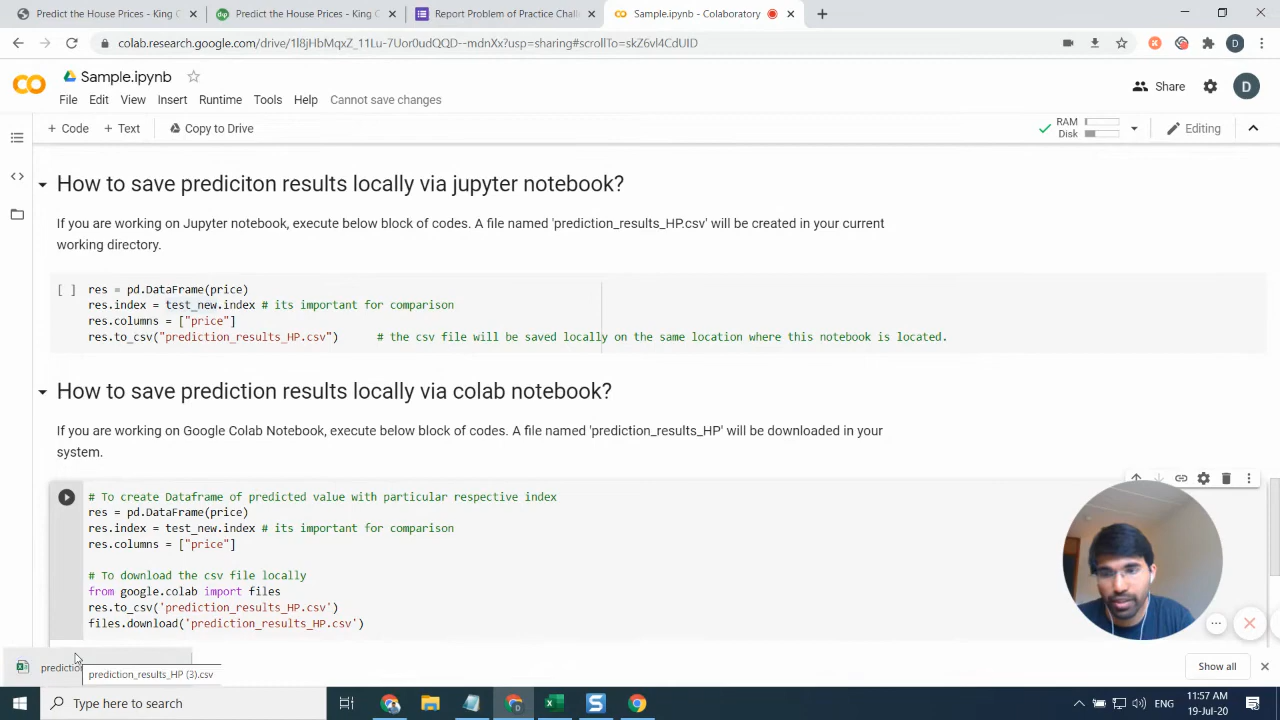 Predict the House Prices - King C
Predict the House Prices - King C
Report Problem of Practice Chall
Sample.ipynb - Colaboratory
colab.research.google.com/drive/1l8jHbMqxZ_11Lu-7Uor0udQQI5--mdnXx?usp=sharing#scrollTo=skZ6vl4CdUID
D
Sample.ipynb
File Edit View Insert Runtime Tools Help Cannot save changes
Share
D
+ Code + Text Copy to Drive
RAM
Disk
Editing
How to save prediciton results locally via jupyter notebook?
If you are working on Jupyter notebook, execute below block of codes. A file named 'prediction_results_HP.csv' will be created in your current
working directory.
[ ] res = pd.DataFrame(price)
res.index = test_new.index # its important for comparison
res.columns = ["price"]
res.to_csv("prediction_results_HP.csv") # the csv file will be saved locally on the same location where this notebook is located.
How to save prediction results locally via colab notebook?
If you are working on Google Colab Notebook, execute below block of codes. A file named 'prediction_results_HP' will be downloaded in your
system.
# To create Dataframe of predicted value with particular respective index
res = pd.DataFrame(price)
res.index = test_new.index # its important for comparison
res.columns = ["price"]
# To download the csv file locally
from google.colab import files
res.to_csv('prediction_results_HP.csv')
files.download('prediction_results_HP.csv')
prediction
prediction_results_HP (3).csv
Show all
Type here to search
ENG
11:57 AM
19-Jul-20